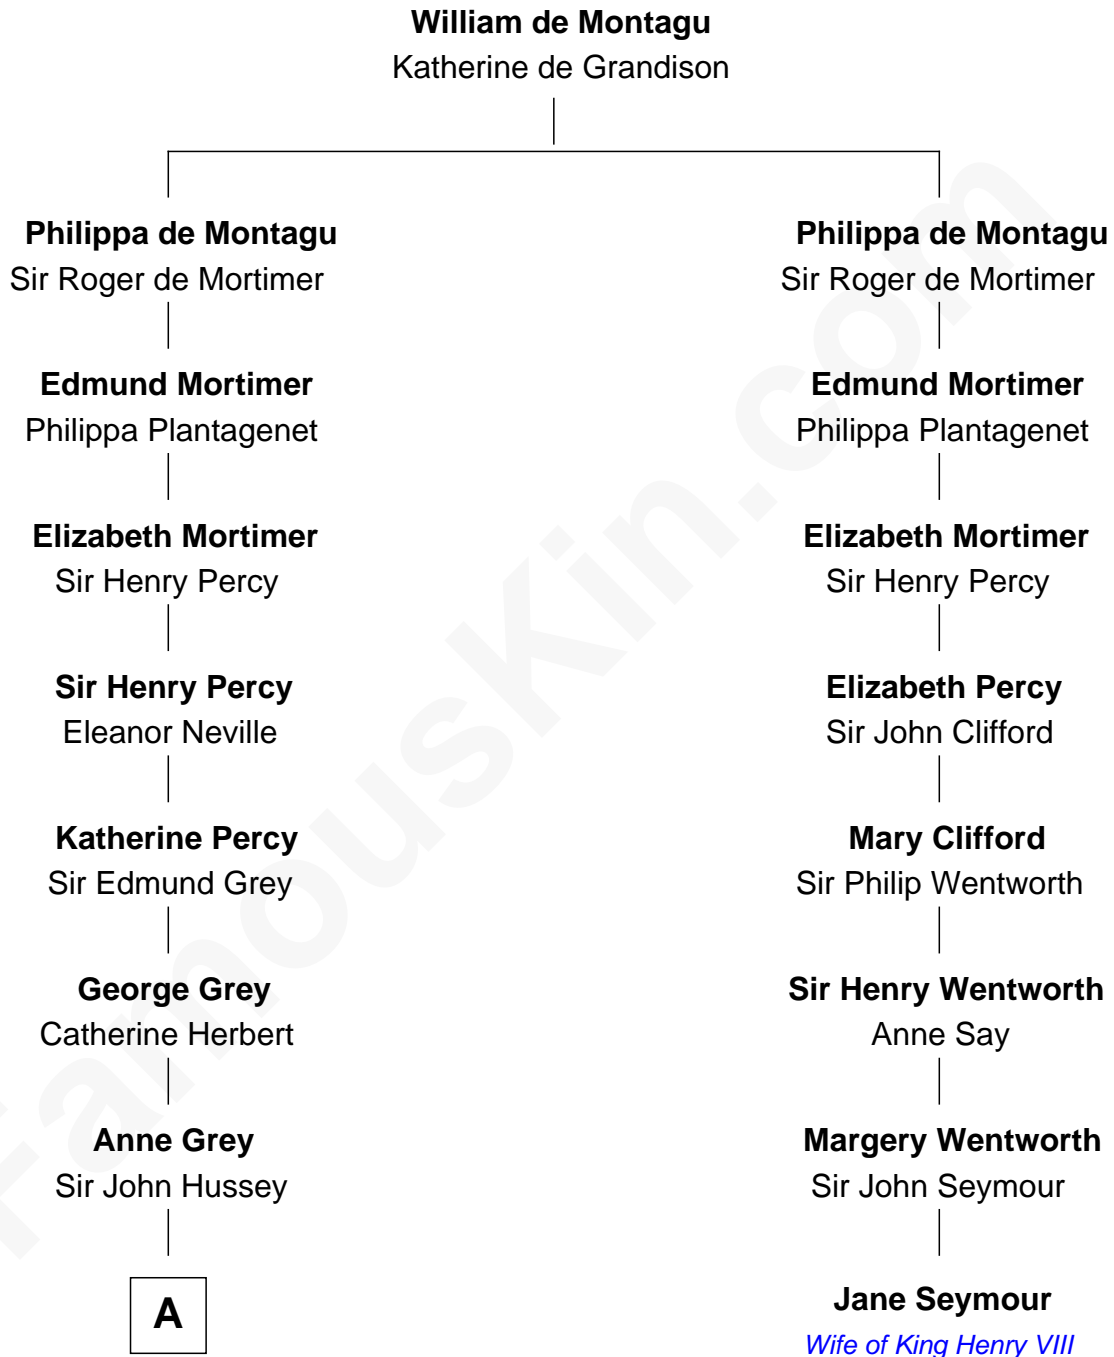 William de Montagu
Katherine de Grandison
Philippa de Montagu
Sir Roger de Mortimer
Edmund Mortimer
Philippa Plantagenet
Elizabeth Mortimer
Sir Henry Percy
Sir Henry Percy
Eleanor Neville
Katherine Percy
Sir Edmund Grey
George Grey
Catherine Herbert
Anne Grey
Sir John Hussey
A
Philippa de Montagu
Sir Roger de Mortimer
Edmund Mortimer
Philippa Plantagenet
Elizabeth Mortimer
Sir Henry Percy
Elizabeth Percy
Sir John Clifford
Mary Clifford
Sir Philip Wentworth
Sir Henry Wentworth
Anne Say
Margery Wentworth
Sir John Seymour
Jane Seymour
Wife of King Henry VIII
FamousKin.com